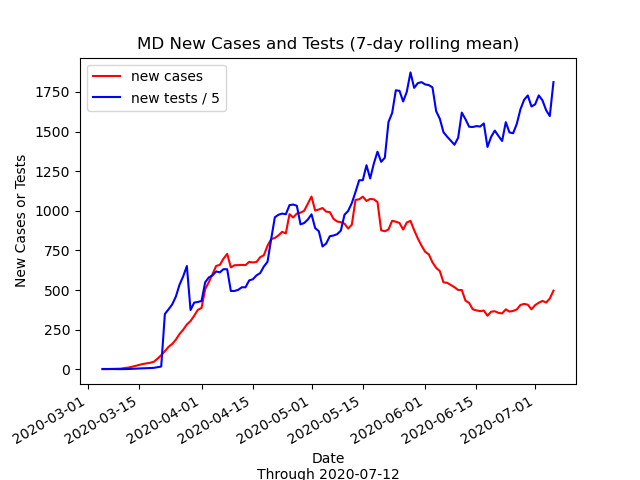 MD New Cases and Tests (7-day rolling mean)
new cases
new tests / 5
New Cases or Tests
1750
1500
1250
1000
750
500
250
0
2020-03-01
2020-03-15
2020-04-01
2020-04-15
2020-05-01
2020-05-15
2020-06-01
2020-06-15
2020-07-01
Date
Through 2020-07-12